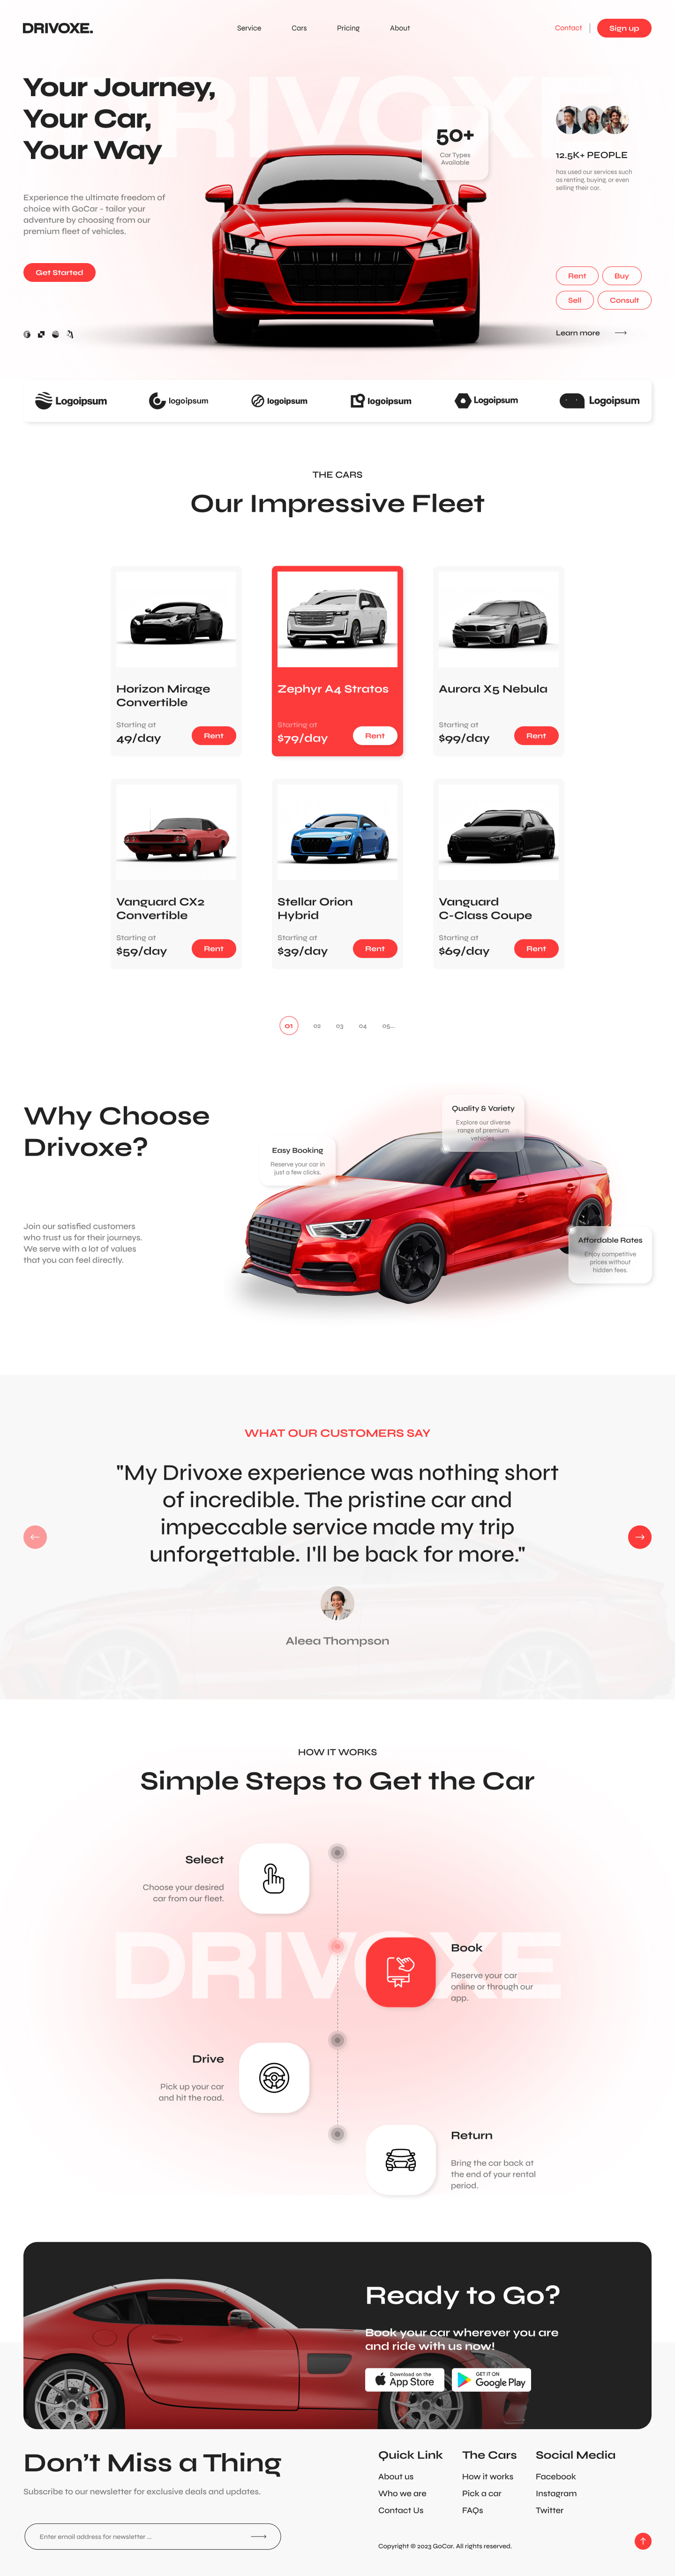 DRIVOXE.
Service
Cars
Pricing
About
Contact
Sign up
DRIVOXE
Your Journey,
Your Car,
Your Way
Experience the ultimate freedom of
choice with GoCar - tailor your
adventure by choosing from our
premium fleet of vehicles.
Get Started
50+
Car Types
Available
12.5K+ PEOPLE
has used our services such
as renting, buying, or even
selling their car.
Rent
Buy
Sell
Consult
Learn more
Logoipsum
logoipsum
logoipsum
logoipsum
Logoipsum
Logoipsum
THE CARS
Our Impressive Fleet
Horizon Mirage
Convertible
Starting at
49/day
Rent
Zephyr A4 Stratos
Starting at
$79/day
Rent
Aurora X5 Nebula
Starting at
$99/day
Rent
Vanguard CX2
Convertible
Starting at
$59/day
Rent
Stellar Orion
Hybrid
Starting at
$39/day
Rent
Vanguard
C-Class Coupe
Starting at
$69/day
Rent
01
02
03
04
05...
Why Choose
Drivoxe?
Join our satisfied customers
who trust us for their journeys.
We serve with a lot of values
that you can feel directly.
Easy Booking
Reserve your car in
just a few clicks.
Quality & Variety
Explore our diverse
range of premium
vehicles.
Affordable Rates
Enjoy competitive
prices without
hidden fees.
WHAT OUR CUSTOMERS SAY
"My Drivoxe experience was nothing short
of incredible. The pristine car and
impeccable service made my trip
unforgettable. I'll be back for more."
Aleea Thompson
HOW IT WORKS
Simple Steps to Get the Car
DRIVOXE
Select
Choose your desired
car from our fleet.
Book
Reserve your car
online or through our
app.
Drive
Pick up your car
and hit the road.
Return
Bring the car back at
the end of your rental
period.
Ready to Go?
Book your car wherever you are
and ride with us now!
Download on the
App Store
GET IT ON
Google Play
Don't Miss a Thing
Subscribe to our newsletter for exclusive deals and updates.
Enter email address for newsletter ...
Quick Link
About us
Who we are
Contact Us
The Cars
How it works
Pick a car
FAQs
Social Media
Facebook
Instagram
Twitter
Copyright © 2023 GoCar. All rights reserved.